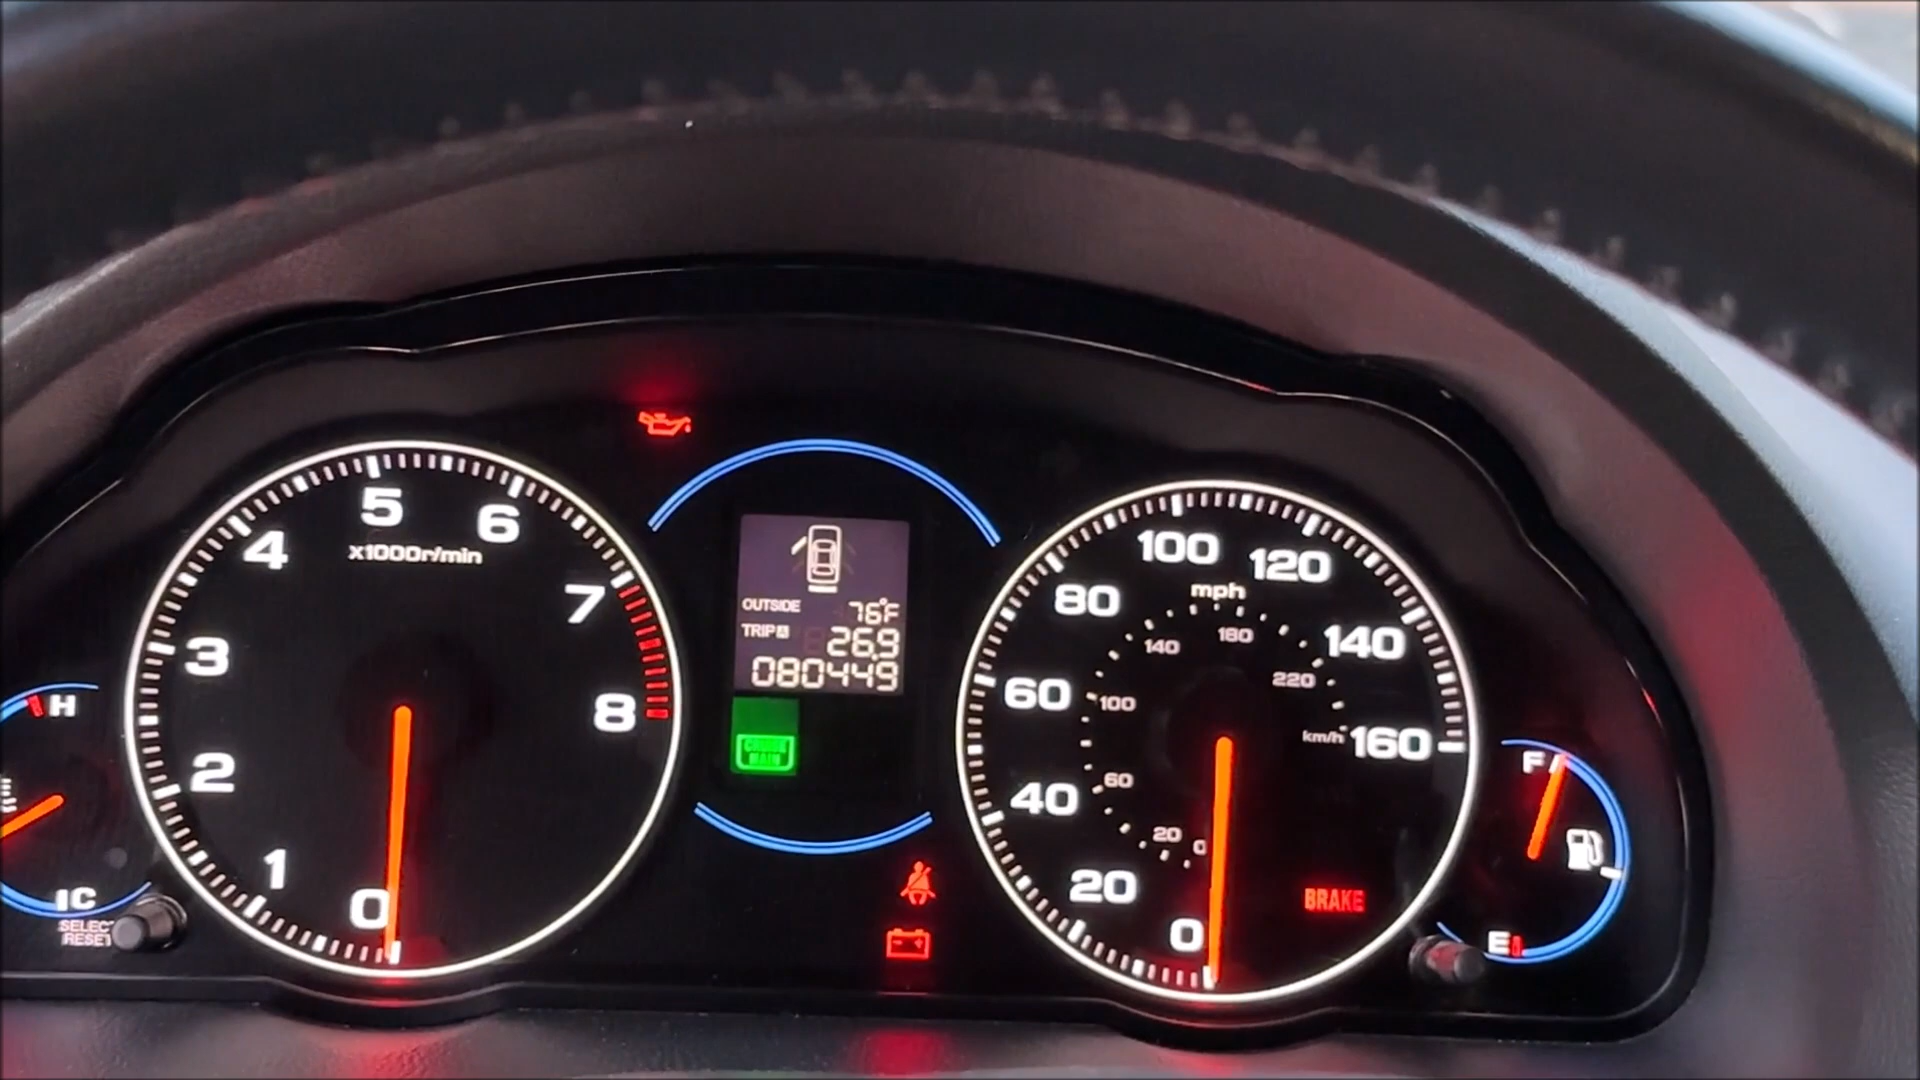 5
6
4
x1000r/min
7
3
8
2
1
0
H
C
SELECT
RESET
OUTSIDE 76°F
TRIP A 26.9
080449
CRUISE
MAIN
100
120
80
mph
140
60
160
40
20
0
180
140
220
100
km/h
60
20
0
BRAKE
F
E